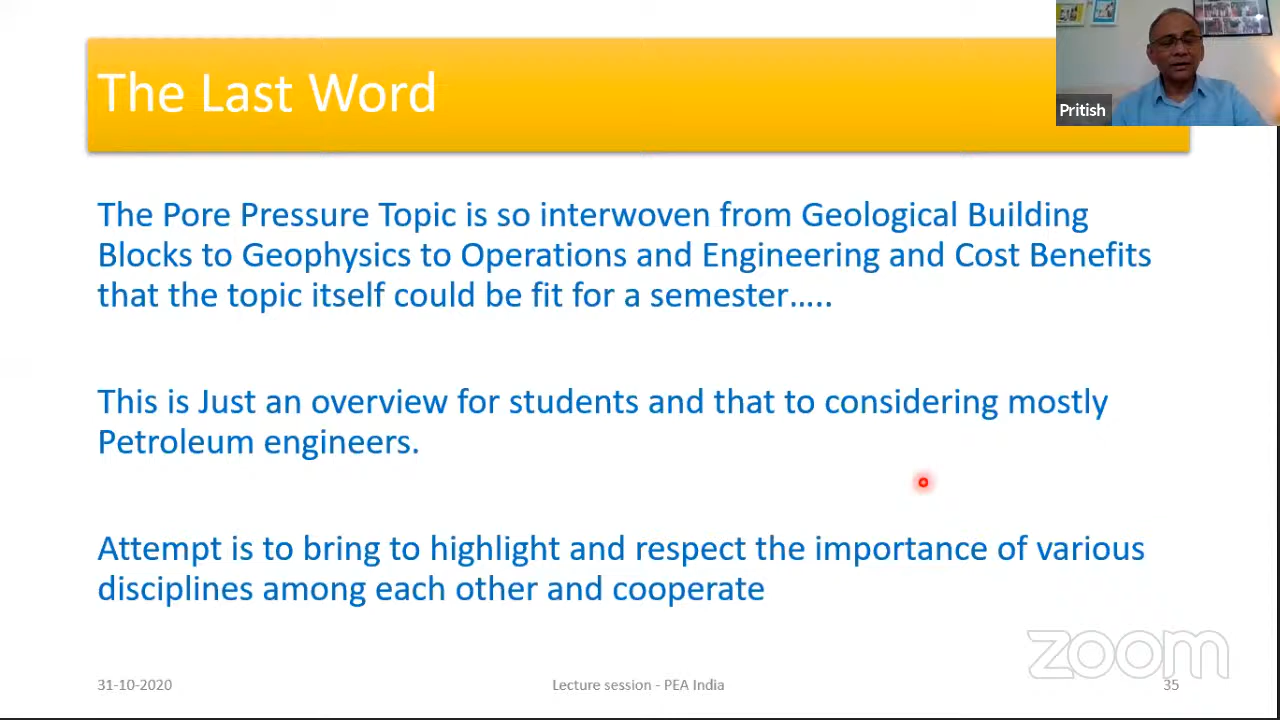 The Last Word
Pritish
The Pore Pressure Topic is so interwoven from Geological Building
Blocks to Geophysics to Operations and Engineering and Cost Benefits
that the topic itself could be fit for a semester…..
This is Just an overview for students and that to considering mostly
Petroleum engineers.
Attempt is to bring to highlight and respect the importance of various
disciplines among each other and cooperate
zoom
31-10-2020
Lecture session - PEA India
35